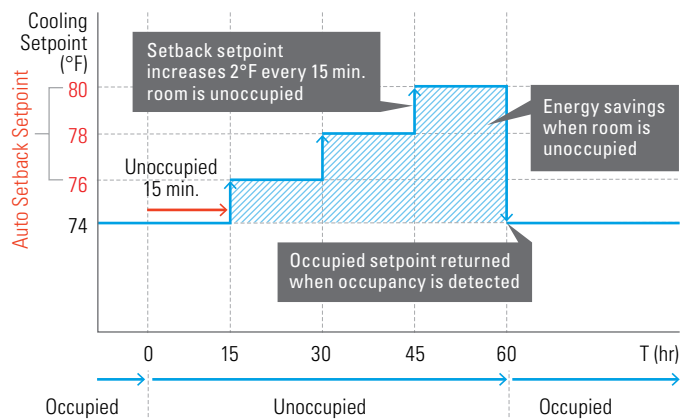 Cooling
Setpoint
(°F)
Auto Setback Setpoint
80
78
76
74
Setback setpoint
increases 2°F every 15 min.
room is unoccupied
Energy savings
when room is
unoccupied
Unoccupied
15 min.
Occupied setpoint returned
when occupancy is detected
0 15 30 45 60 T (hr)
Occupied Unoccupied Occupied